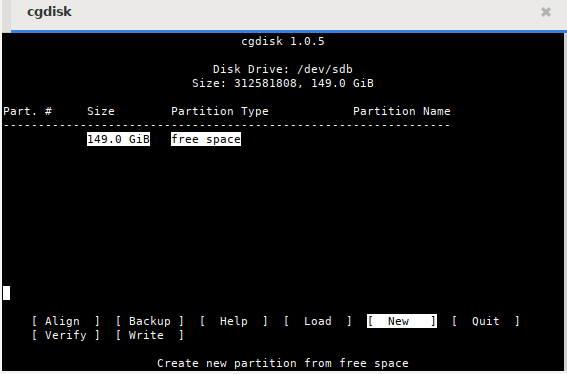 cgdisk
cgdisk 1.0.5
Disk Drive: /dev/sdb
Size: 312581808, 149.0 GiB
Part. #     Size        Partition Type            Partition Name
----------------------------------------------------------------
149.0 GiB   free space
[ Align  ]  [ Backup ]  [  Help  ]  [  Load  ]  [  New   ]  [  Quit  ]
[ Verify ]  [ Write  ]
Create new partition from free space